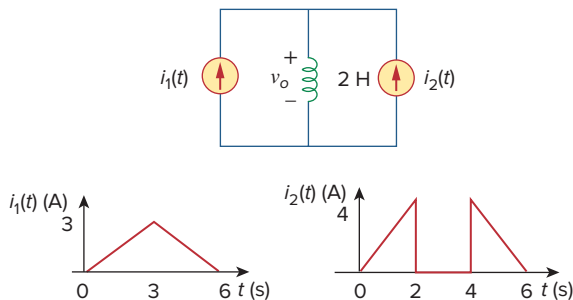 +
i₁(t) vₒ 2 H i₂(t)
−
i₁(t) (A)
3
0 3 6 t (s)
i₂(t) (A)
4
0 2 4 6 t (s)